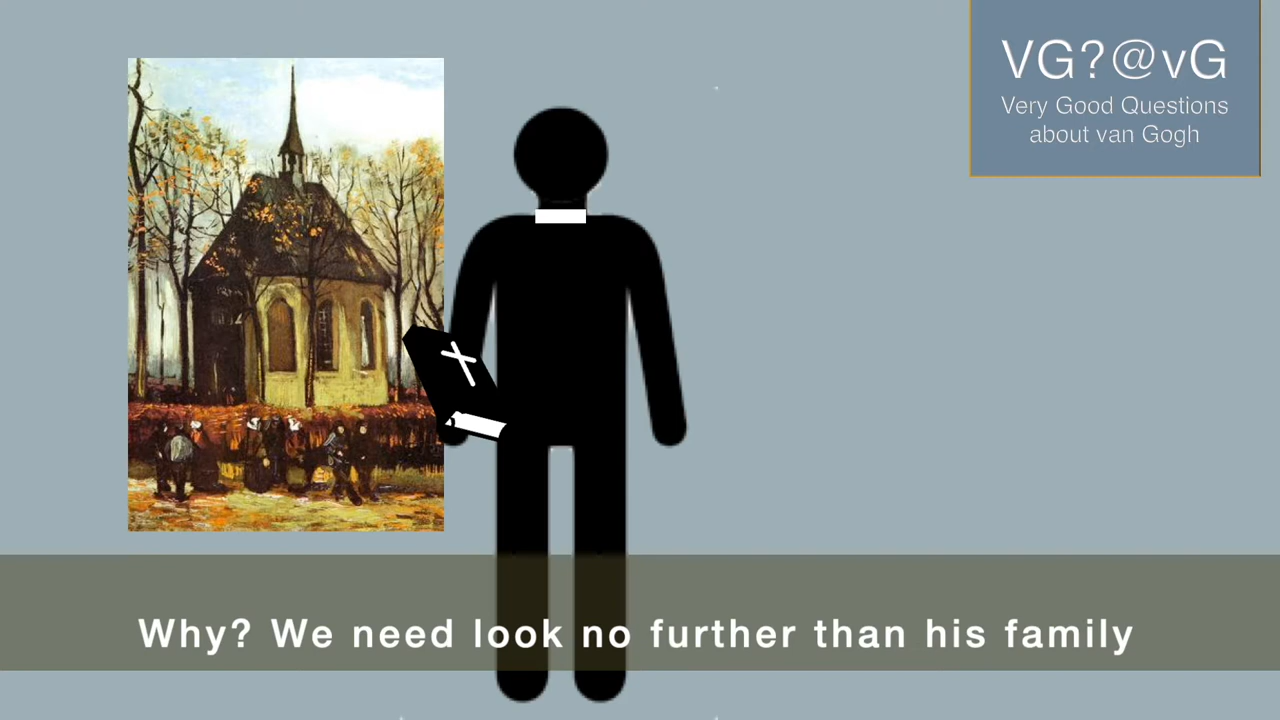 VG?@vG
Very Good Questions
about van Gogh
Why? We need look no further than his family